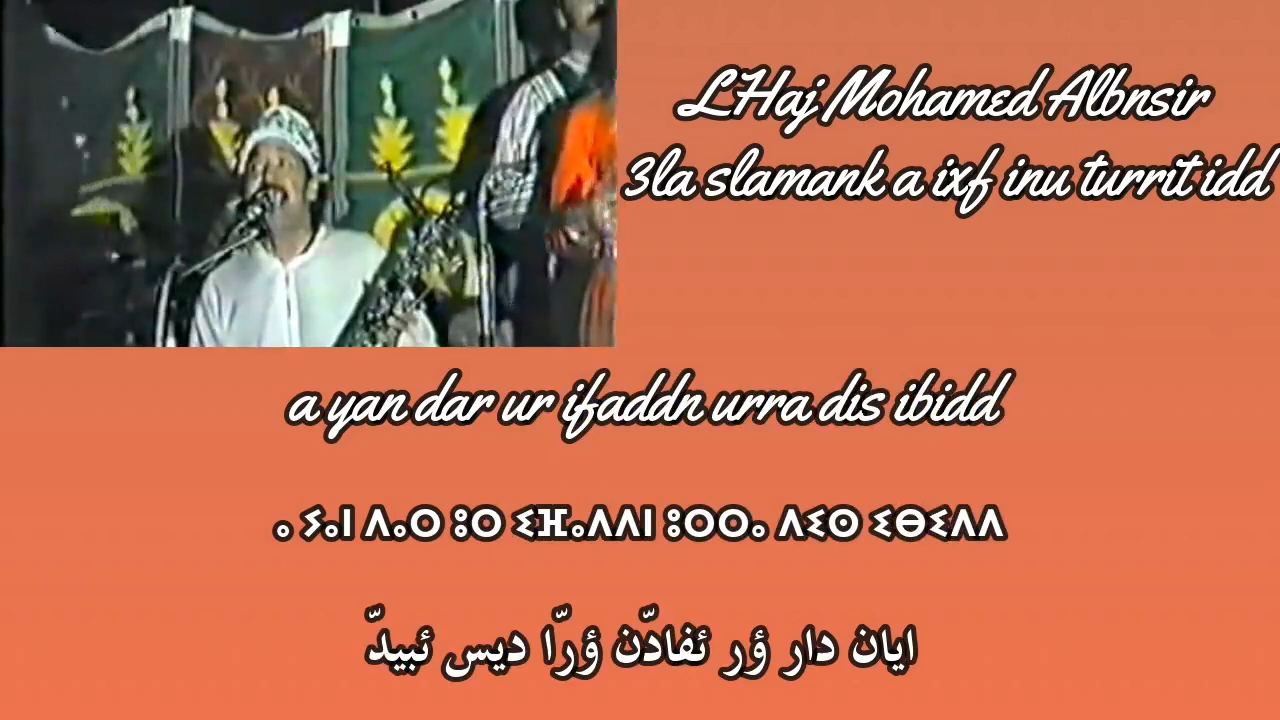 LHaj Mohamed Albnsir
3la slamank a ixf inu turrit idd
a yan dar ur ifaddn urra dis ibidd
ⴰ ⵢⴰⵏ ⴷⴰⵔ ⵓⵔ ⵉⴼⴰⴷⴷⵏ ⵓⵔⵔⴰ ⴷⵉⵙ ⵉⴱⵉⴷⴷ
ايان دار ؤر ئفادّن ؤرّا ديس ئبيدّ